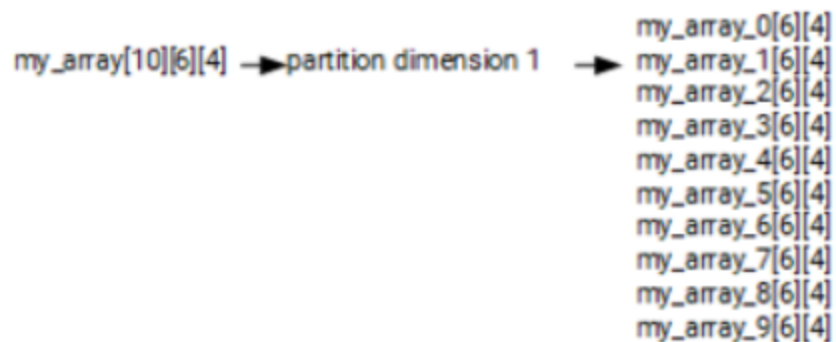 my_array[10][6][4]
partition dimension 1
my_array_0[6][4]
my_array_1[6][4]
my_array_2[6][4]
my_array_3[6][4]
my_array_4[6][4]
my_array_5[6][4]
my_array_6[6][4]
my_array_7[6][4]
my_array_8[6][4]
my_array_9[6][4]